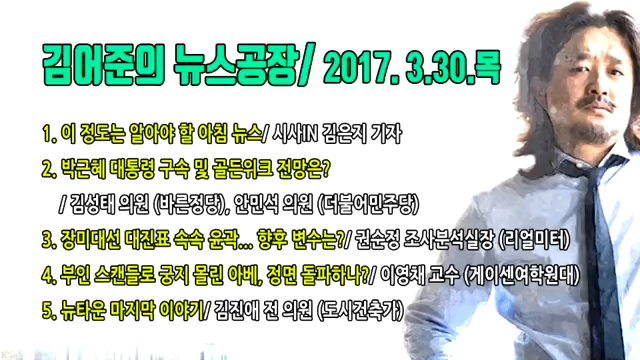 김어준의 뉴스공장/ 2017. 3.30.목
1. 이 정도는 알아야 할 아침 뉴스/ 시사IN 김은지 기자
2. 박근혜 대통령 구속 및 골든위크 전망은?
/ 김성태 의원 (바른정당), 안민석 의원 (더불어민주당)
3. 장미대선 대진표 속속 윤곽... 향후 변수는?/ 권순정 조사분석실장 (리얼미터)
4. 부인 스캔들로 궁지 몰린 아베, 정면 돌파하나?/ 이영채 교수 (게이센여학원대)
5. 뉴타운 마지막 이야기/ 김진애 전 의원 (도시건축가)